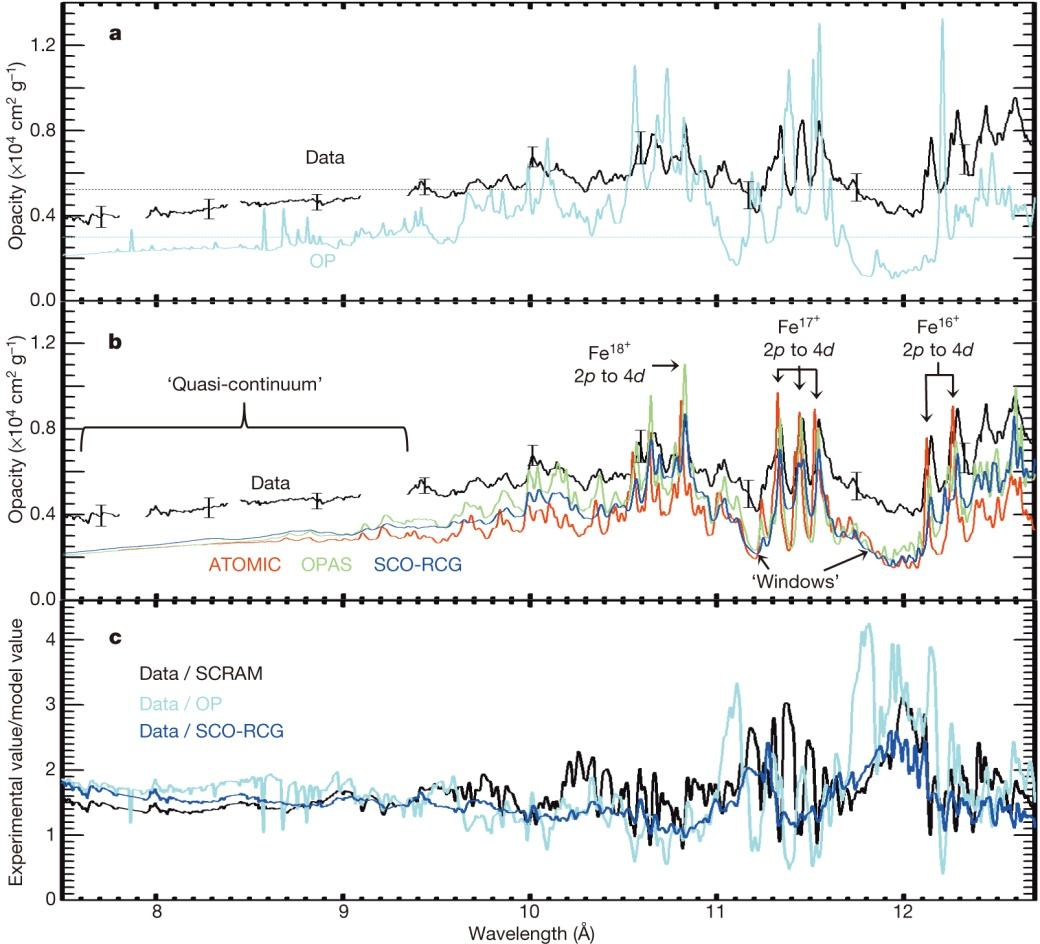 a
Opacity (×10⁴ cm² g⁻¹)
1.2
0.8
0.4
0.0
Data
OP
b
Opacity (×10⁴ cm² g⁻¹)
1.2
0.8
0.4
0.0
'Quasi-continuum'
Fe¹⁸⁺
2p to 4d
Fe¹⁷⁺
2p to 4d
Fe¹⁶⁺
2p to 4d
Data
ATOMIC OPAS SCO-RCG
'Windows'
c
Experimental value/model value
4
3
2
1
0
Data / SCRAM
Data / OP
Data / SCO-RCG
8 9 10 11 12
Wavelength (Å)